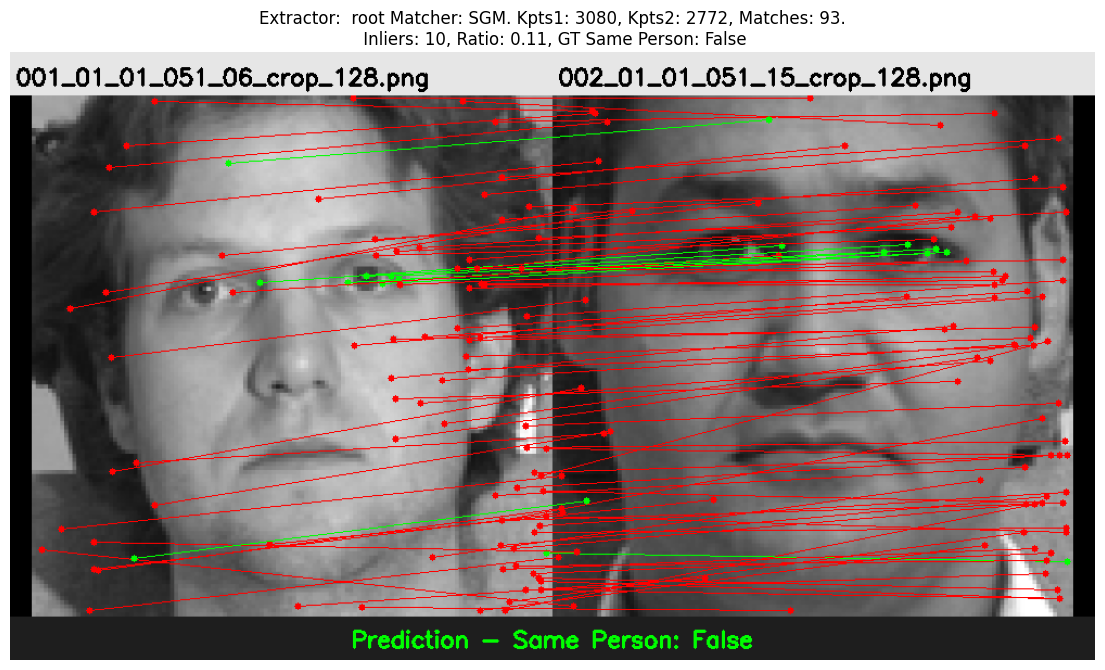 Extractor:  root Matcher: SGM. Kpts1: 3080, Kpts2: 2772, Matches: 93.
Inliers: 10, Ratio: 0.11, GT Same Person: False
001_01_01_051_06_crop_128.png
002_01_01_051_15_crop_128.png
Prediction − Same Person: False